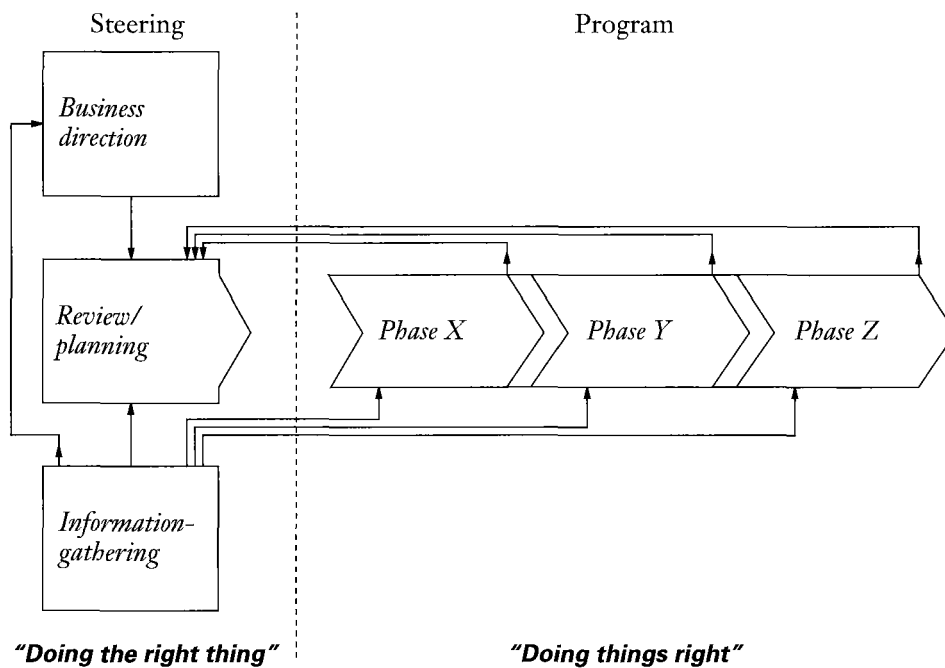 Steering
Program
Business
direction
Review/
planning
Phase X
Phase Y
Phase Z
Information-
gathering
"Doing the right thing"
"Doing things right"